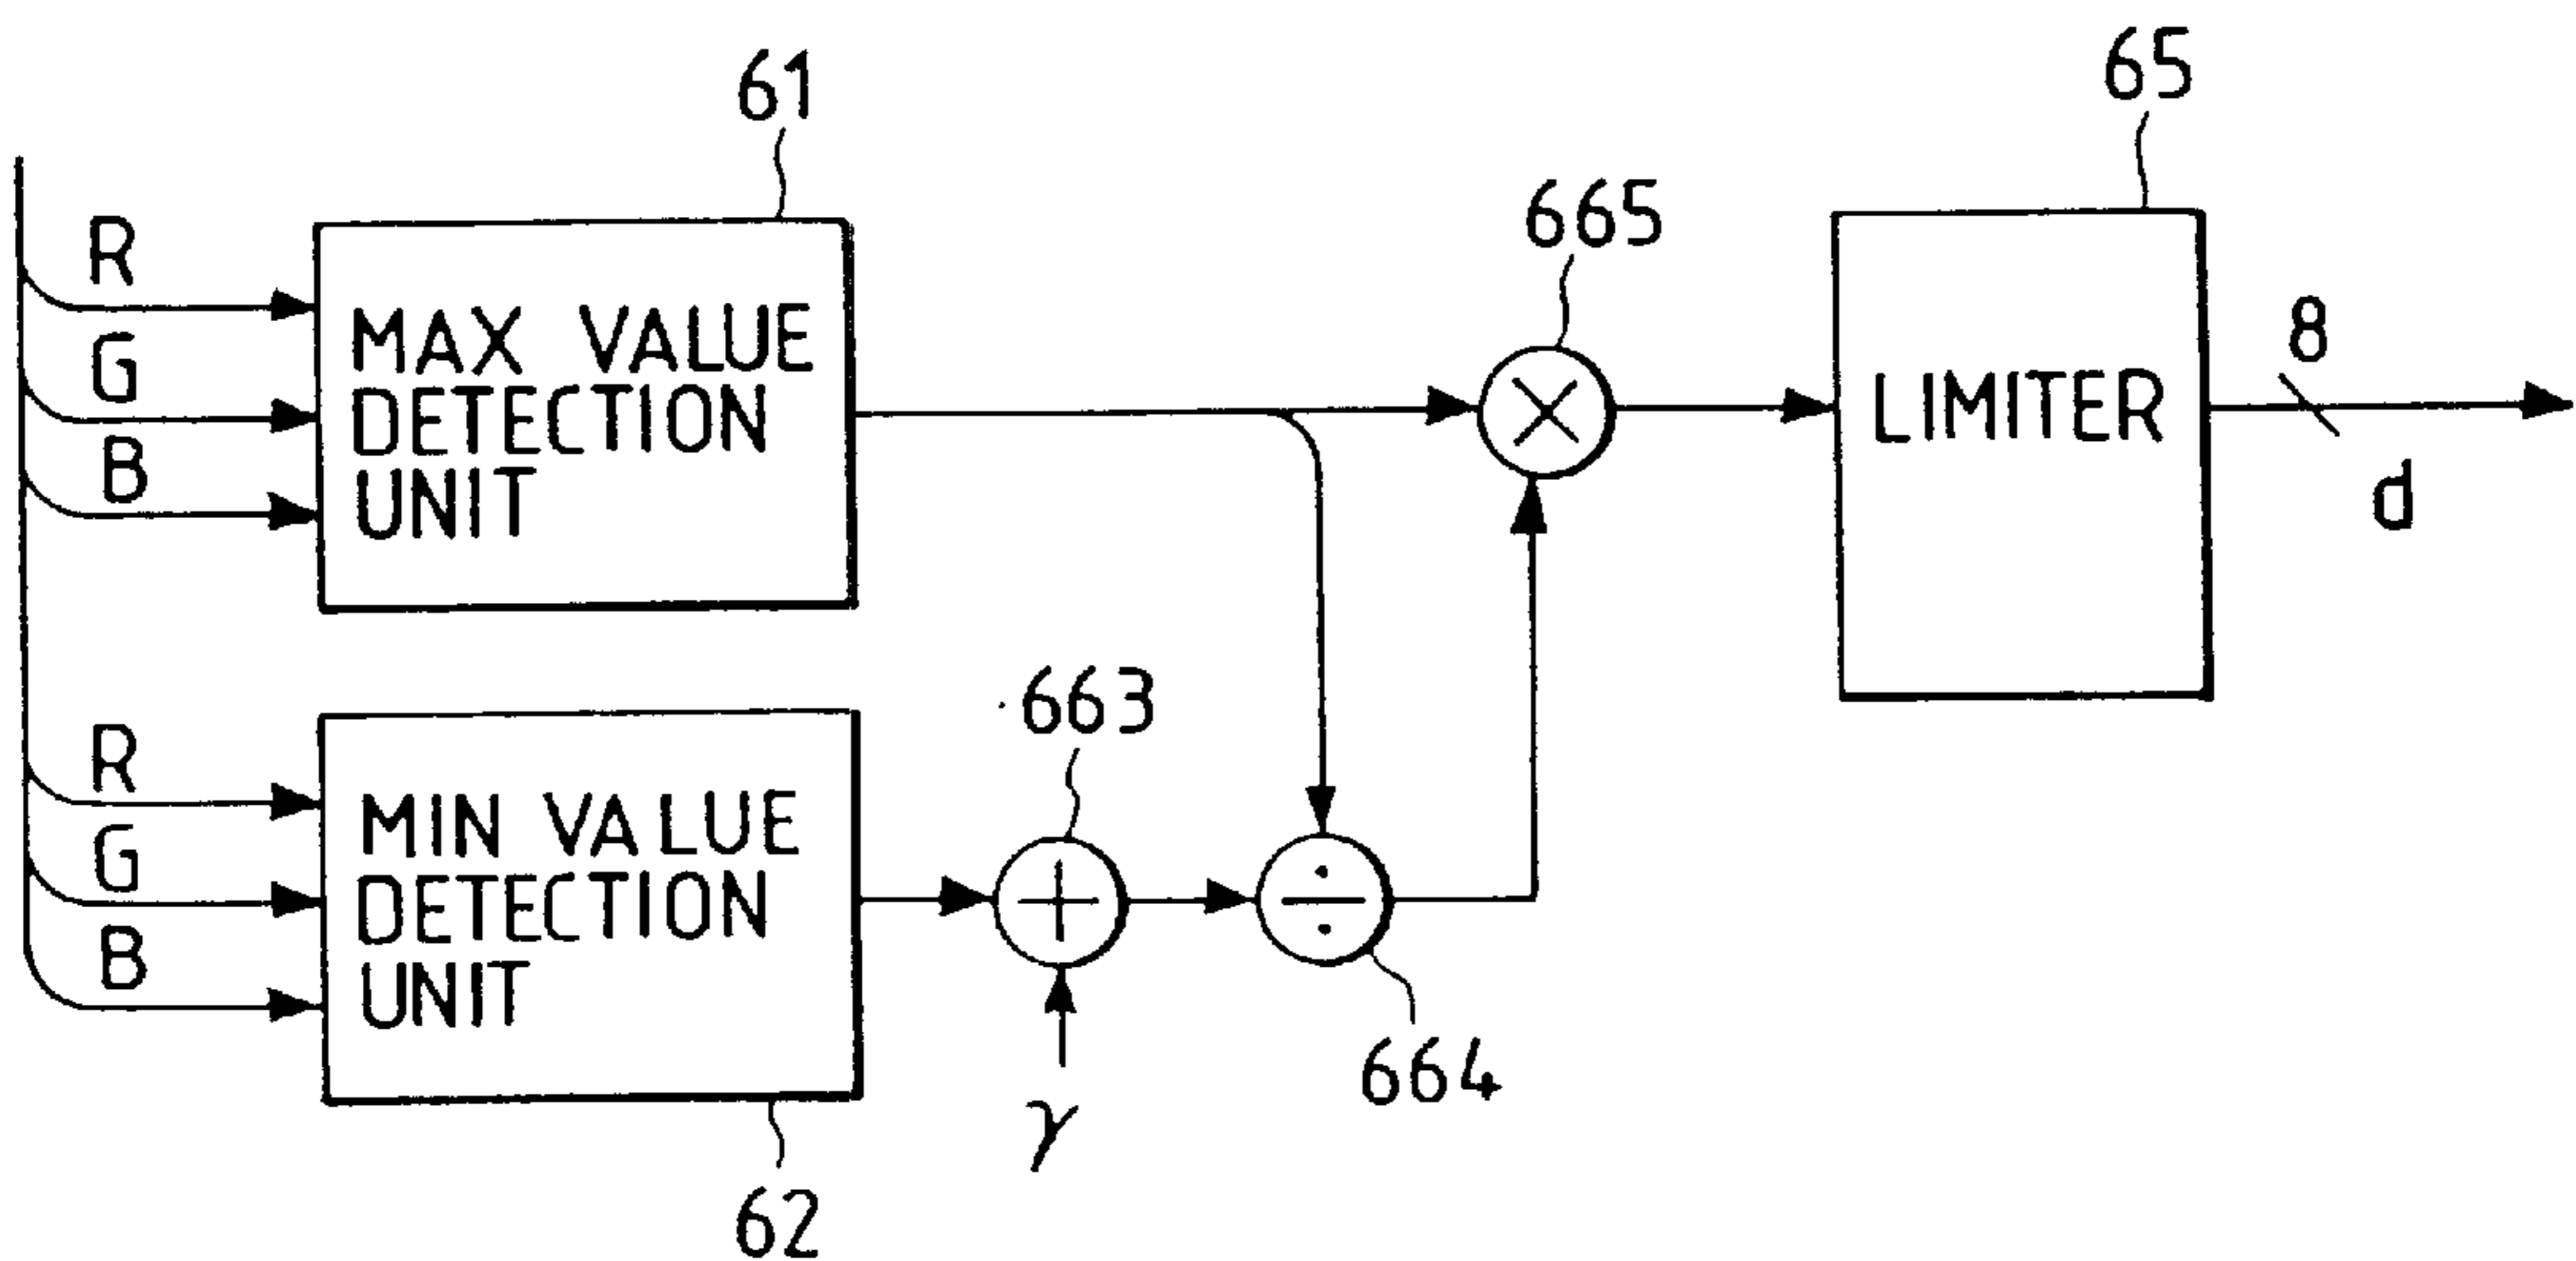 61
65
665
R
G
B
MAX VALUE
DETECTION
UNIT
LIMITER
8
d
663
R
G
B
MIN VALUE
DETECTION
UNIT
664
γ
62